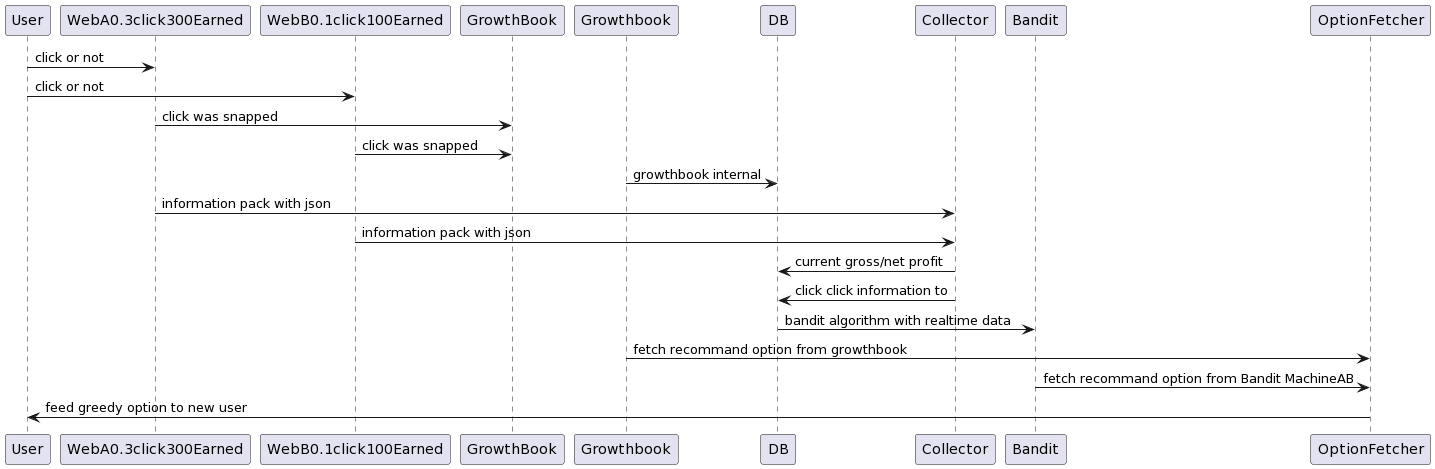 User WebA0.3click300Earned WebB0.1click100Earned GrowthBook Growthbook DB Collector Bandit OptionFetcher
click or not
click or not
click was snapped
click was snapped
growthbook internal
information pack with json
information pack with json
current gross/net profit
click click information to
bandit algorithm with realtime data
fetch recommand option from growthbook
fetch recommand option from Bandit MachineAB
feed greedy option to new user
User WebA0.3click300Earned WebB0.1click100Earned GrowthBook Growthbook DB Collector Bandit OptionFetcher